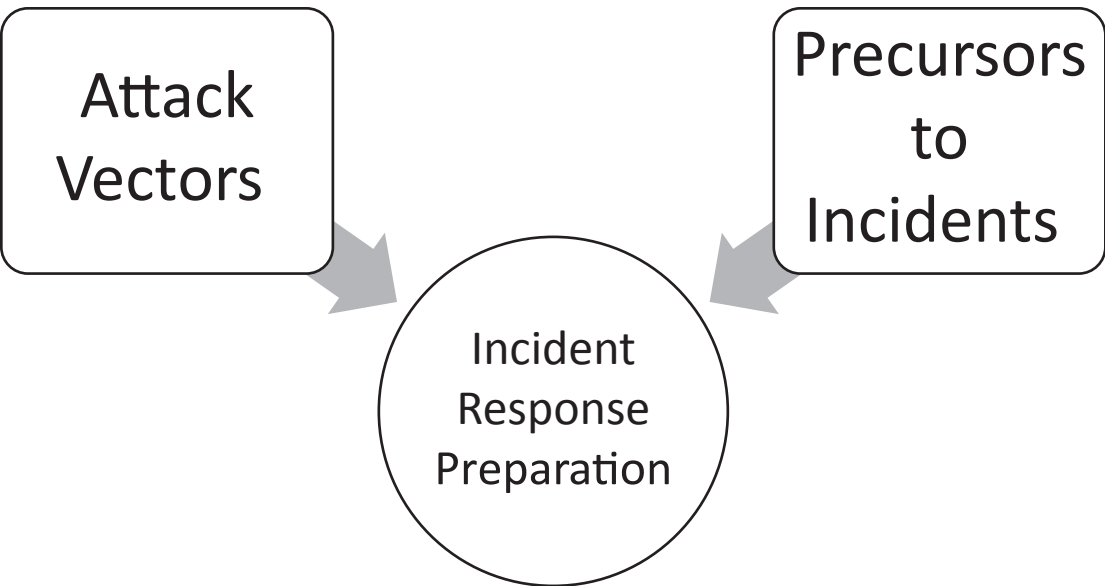 Attack
Vectors
Precursors
to
Incidents
Incident
Response
Preparation